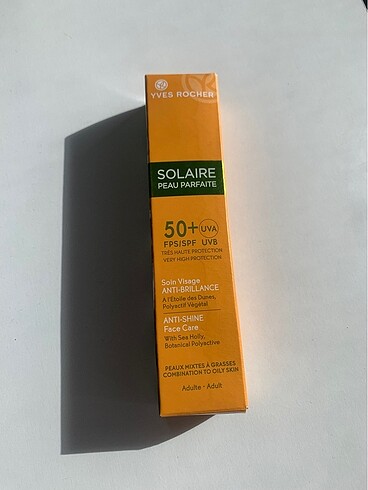 YVES ROCHER
SOLAIRE
PEAU PARFAITE
50+ UVA
FPS|SPF UVB
TRÈS HAUTE PROTECTION
VERY HIGH PROTECTION
Soin Visage
ANTI-BRILLANCE
À l'Etoile des Dunes,
Polyactif Végétal
ANTI-SHINE
Face Care
With Sea Holly,
Botanical Polyactive
PEAUX MIXTES À GRASSES
COMBINATION TO OILY SKIN
Adulte - Adult